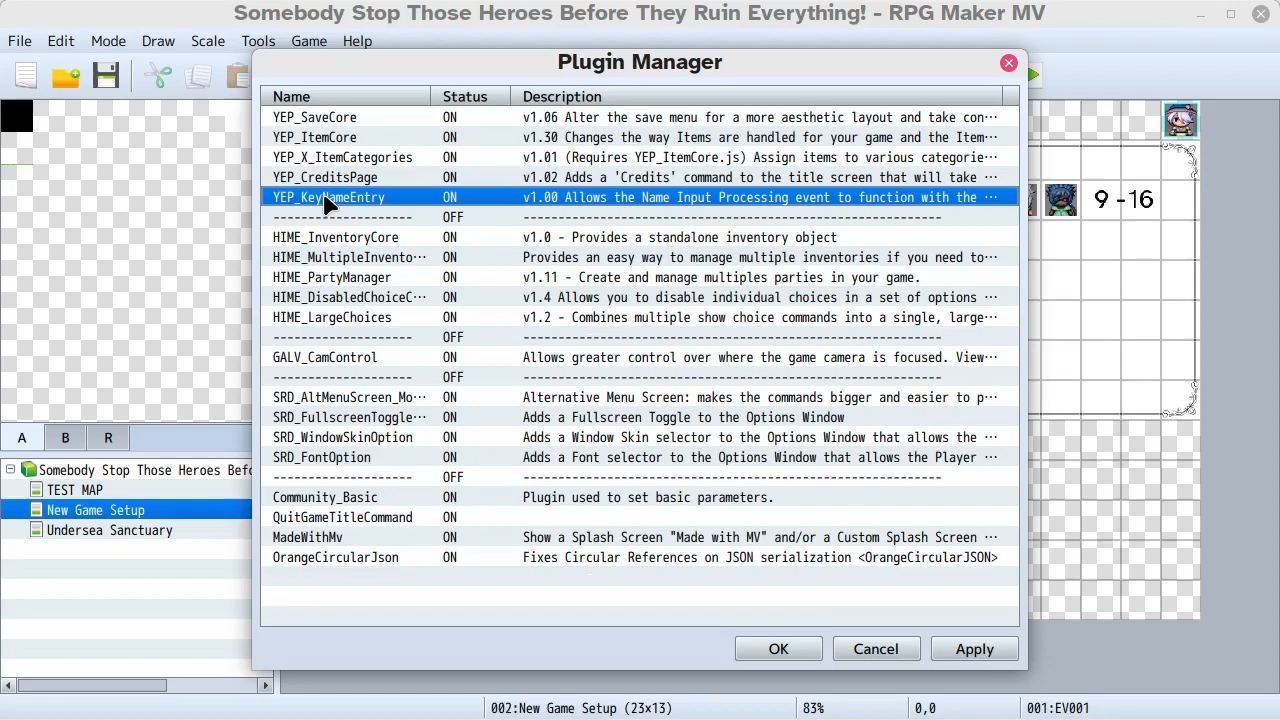 Somebody Stop Those Heroes Before They Ruin Everything! - RPG Maker MV
File Edit Mode Draw Scale Tools Game Help
Plugin Manager
Name Status Description
YEP_SaveCore ON v1.06 Alter the save menu for a more aesthetic layout and take con···
YEP_ItemCore ON v1.30 Changes the way Items are handled for your game and the Item···
YEP_X_ItemCategories ON v1.01 (Requires YEP_ItemCore.js) Assign items to various categorie···
YEP_CreditsPage ON v1.02 Adds a 'Credits' command to the title screen that will take ···
YEP_KeyNameEntry ON v1.00 Allows the Name Input Processing event to function with the ···
-------------------- OFF ------------------------------------------------------------
HIME_InventoryCore ON v1.0 - Provides a standalone inventory object
HIME_MultipleInvento··· ON Provides an easy way to manage multiple inventories if you need to···
HIME_PartyManager ON v1.11 - Create and manage multiples parties in your game.
HIME_DisabledChoiceC··· ON v1.4 Allows you to disable individual choices in a set of options ···
HIME_LargeChoices ON v1.2 - Combines multiple show choice commands into a single, large···
-------------------- OFF ------------------------------------------------------------
GALV_CamControl ON Allows greater control over where the game camera is focused. View···
-------------------- OFF ------------------------------------------------------------
SRD_AltMenuScreen_Mo··· ON Alternative Menu Screen: makes the commands bigger and easier to p···
SRD_FullscreenToggle··· ON Adds a Fullscreen Toggle to the Options Window
SRD_WindowSkinOption ON Adds a Window Skin selector to the Options Window that allows the ···
SRD_FontOption ON Adds a Font selector to the Options Window that allows the Player ···
-------------------- OFF ------------------------------------------------------------
Community_Basic ON Plugin used to set basic parameters.
QuitGameTitleCommand ON
MadeWithMv ON Show a Splash Screen "Made with MV" and/or a Custom Splash Screen ···
OrangeCircularJson ON Fixes Circular References on JSON serialization <OrangeCircularJSON>
OK Cancel Apply
9 -16
A B R
Somebody Stop Those Heroes Befo
TEST MAP
New Game Setup
Undersea Sanctuary
002:New Game Setup (23x13) 83% 0,0 001:EV001